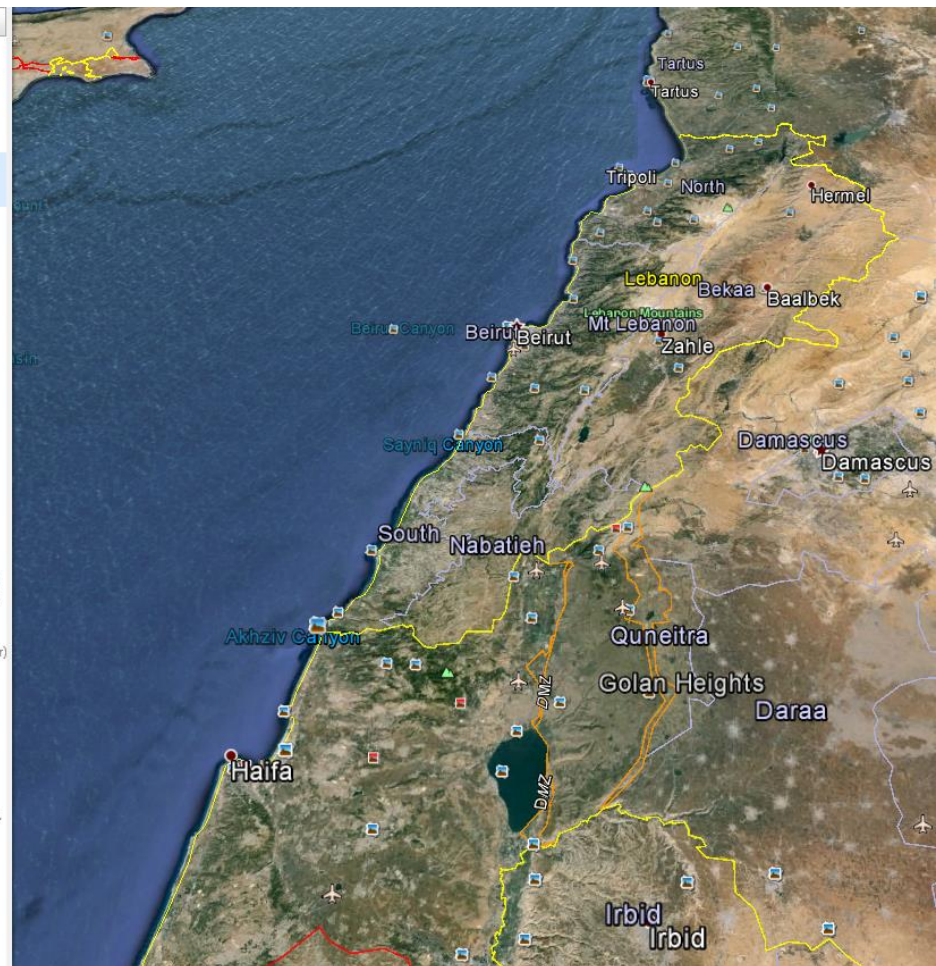 Tartus
Tartus
Tripoli
North
Hermel
Lebanon
Bekaa
Baalbek
Lebanon Mountains
Mt Lebanon
Zahle
Beirut Canyon
Beirut
Beirut
Sayniq Canyon
Damascus
Damascus
South
Nabatieh
Akhziv Canyon
Quneitra
Golan Heights
DMZ
Daraa
DMZ
Haifa
Irbid
Irbid